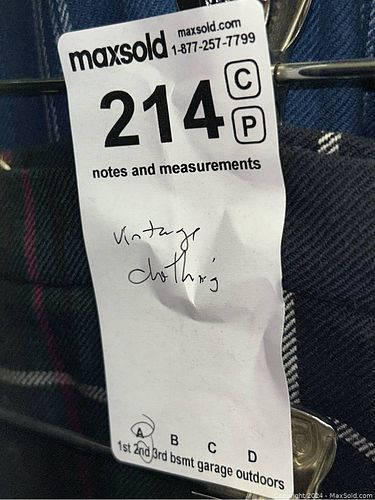 maxsold maxsold.com
1-877-257-7799
214 C
P
notes and measurements
vintage
clothing
A B C D
1st 2nd 3rd bsmt garage outdoors
Copyright 2024 - MaxSold.com